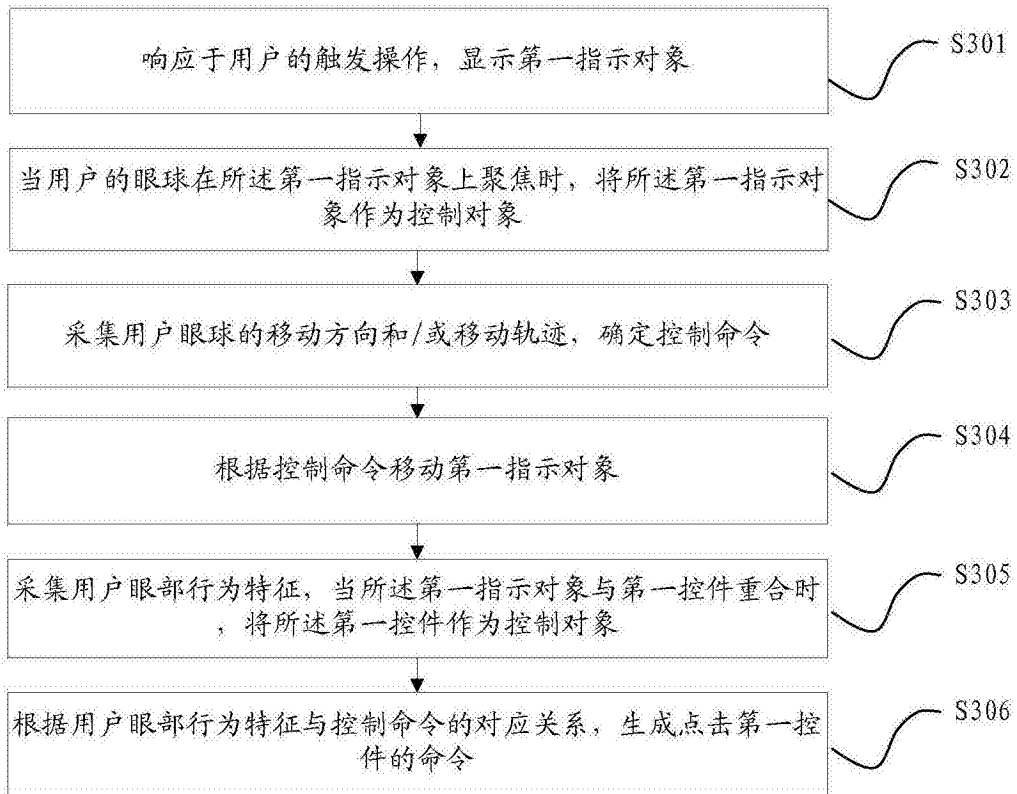 响应于用户的触发操作，显示第一指示对象
S301
当用户的眼球在所述第一指示对象上聚焦时，将所述第一指示对
象作为控制对象
S302
采集用户眼球的移动方向和/或移动轨迹，确定控制命令
S303
根据控制命令移动第一指示对象
S304
采集用户眼部行为特征，当所述第一指示对象与第一控件重合时
，将所述第一控件作为控制对象
S305
根据用户眼部行为特征与控制命令的对应关系，生成点击第一控
件的命令
S306